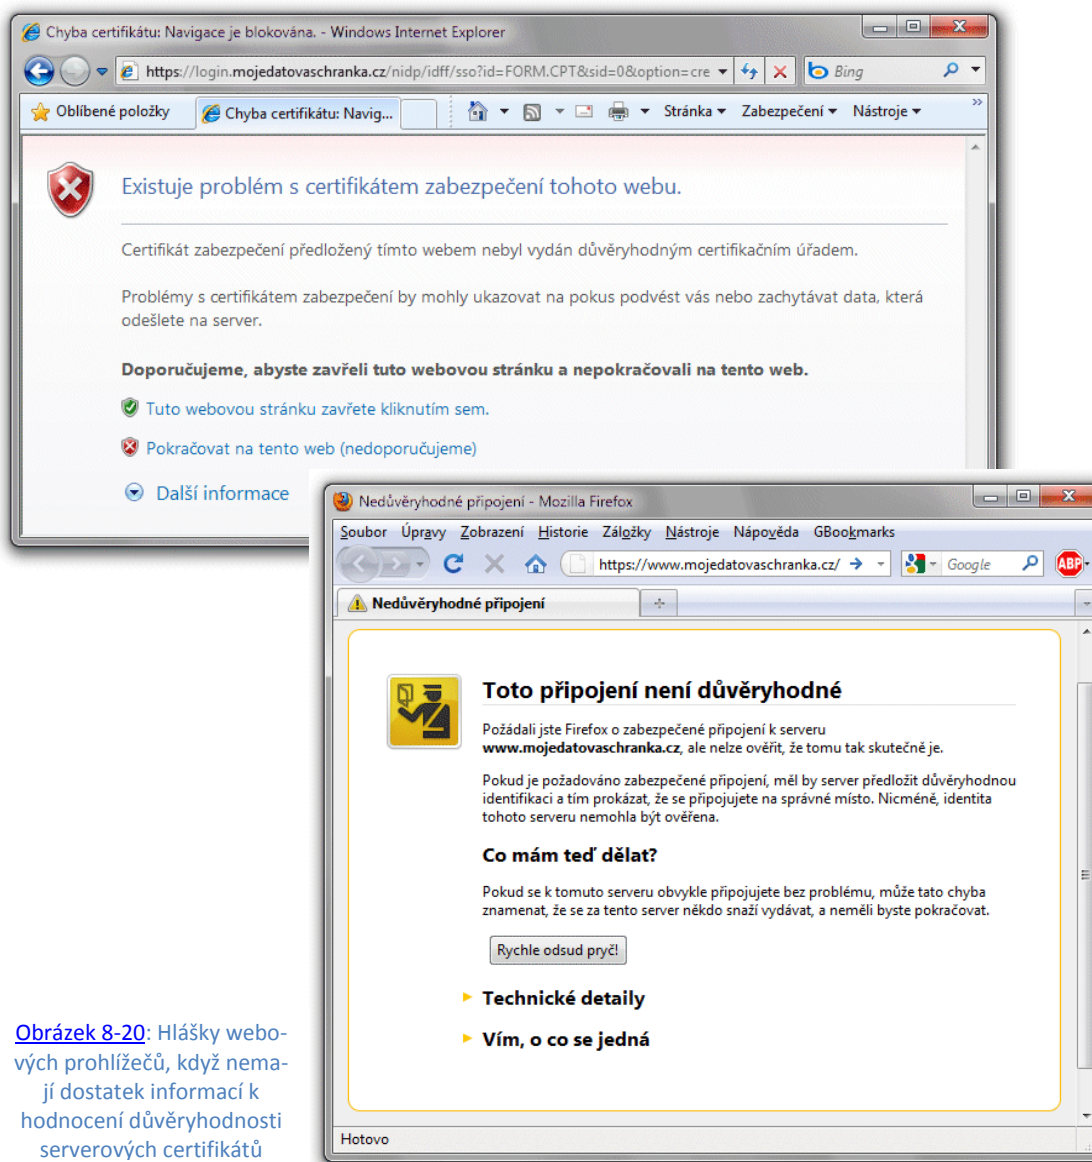 Chyba certifikátu: Navigace je blokována. - Windows Internet Explorer
https://login.mojedatovaschranka.cz/nidp/idff/sso?id=FORM.CPT&sid=0&option=cre
Bing
Oblíbené položky
Chyba certifikátu: Navig...
Stránka
Zabezpečení
Nástroje
»
Existuje problém s certifikátem zabezpečení tohoto webu.
Certifikát zabezpečení předložený tímto webem nebyl vydán důvěryhodným certifikačním úřadem.
Problémy s certifikátem zabezpečení by mohly ukazovat na pokus podvést vás nebo zachytávat data, která
odešlete na server.
Doporučujeme, abyste zavřeli tuto webovou stránku a nepokračovali na tento web.
Tuto webovou stránku zavřete kliknutím sem.
Pokračovat na tento web (nedoporučujeme)
Další informace
Nedůvěryhodné připojení - Mozilla Firefox
Soubor Úpravy Zobrazení Historie Záložky Nástroje Nápověda GBookmarks
https://www.mojedatovaschranka.cz/
Google
ABP
Nedůvěryhodné připojení
Toto připojení není důvěryhodné
Požádali jste Firefox o zabezpečené připojení k serveru
www.mojedatovaschranka.cz, ale nelze ověřit, že tomu tak skutečně je.
Pokud je požadováno zabezpečené připojení, měl by server předložit důvěryhodnou
identifikaci a tím prokázat, že se připojujete na správné místo. Nicméně, identita
tohoto serveru nemohla být ověřena.
Co mám teď dělat?
Pokud se k tomuto serveru obvykle připojujete bez problému, může tato chyba
znamenat, že se za tento server někdo snaží vydávat, a neměli byste pokračovat.
Rychle odsud pryč!
Technické detaily
Vím, o co se jedná
Hotovo
Obrázek 8-20: Hlášky webo-
vých prohlížečů, když nema-
jí dostatek informací k
hodnocení důvěryhodnosti
serverových certifikátů